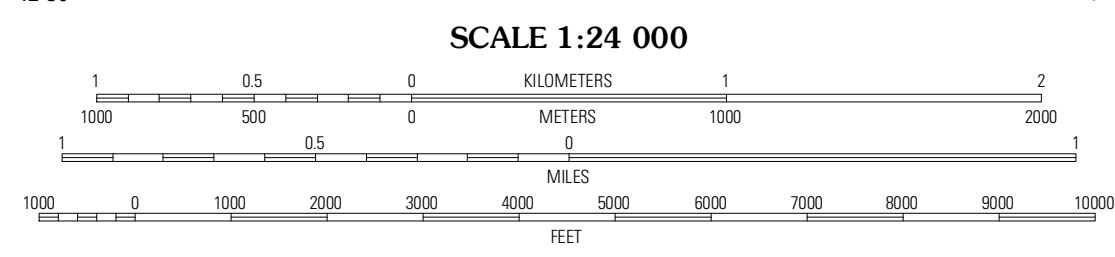 SCALE 1:24 000
1 0.5 0 KILOMETERS 1 2
1000 500 0 METERS 1000 2000
1 0.5 0 1
MILES
1000 0 1000 2000 3000 4000 5000 6000 7000 8000 9000 10000
FEET